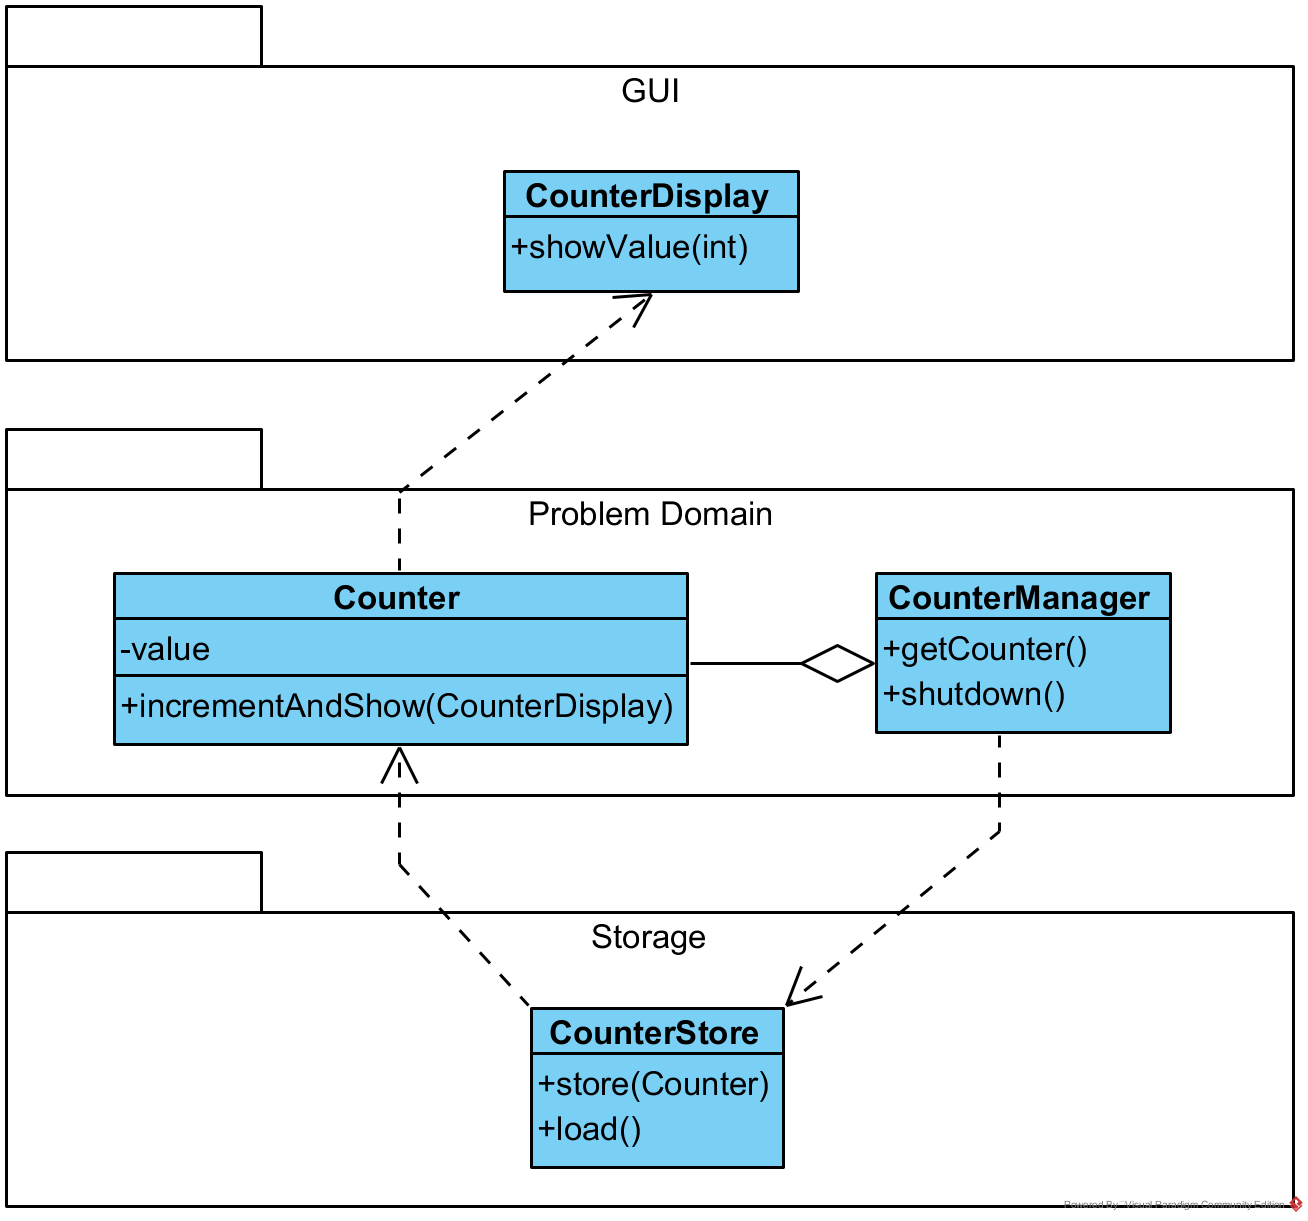 GUI
CounterDisplay
+showValue(int)
Problem Domain
Counter
-value
+incrementAndShow(CounterDisplay)
CounterManager
+getCounter()
+shutdown()
Storage
CounterStore
+store(Counter)
+load()
Powered By Visual Paradigm Community Edition